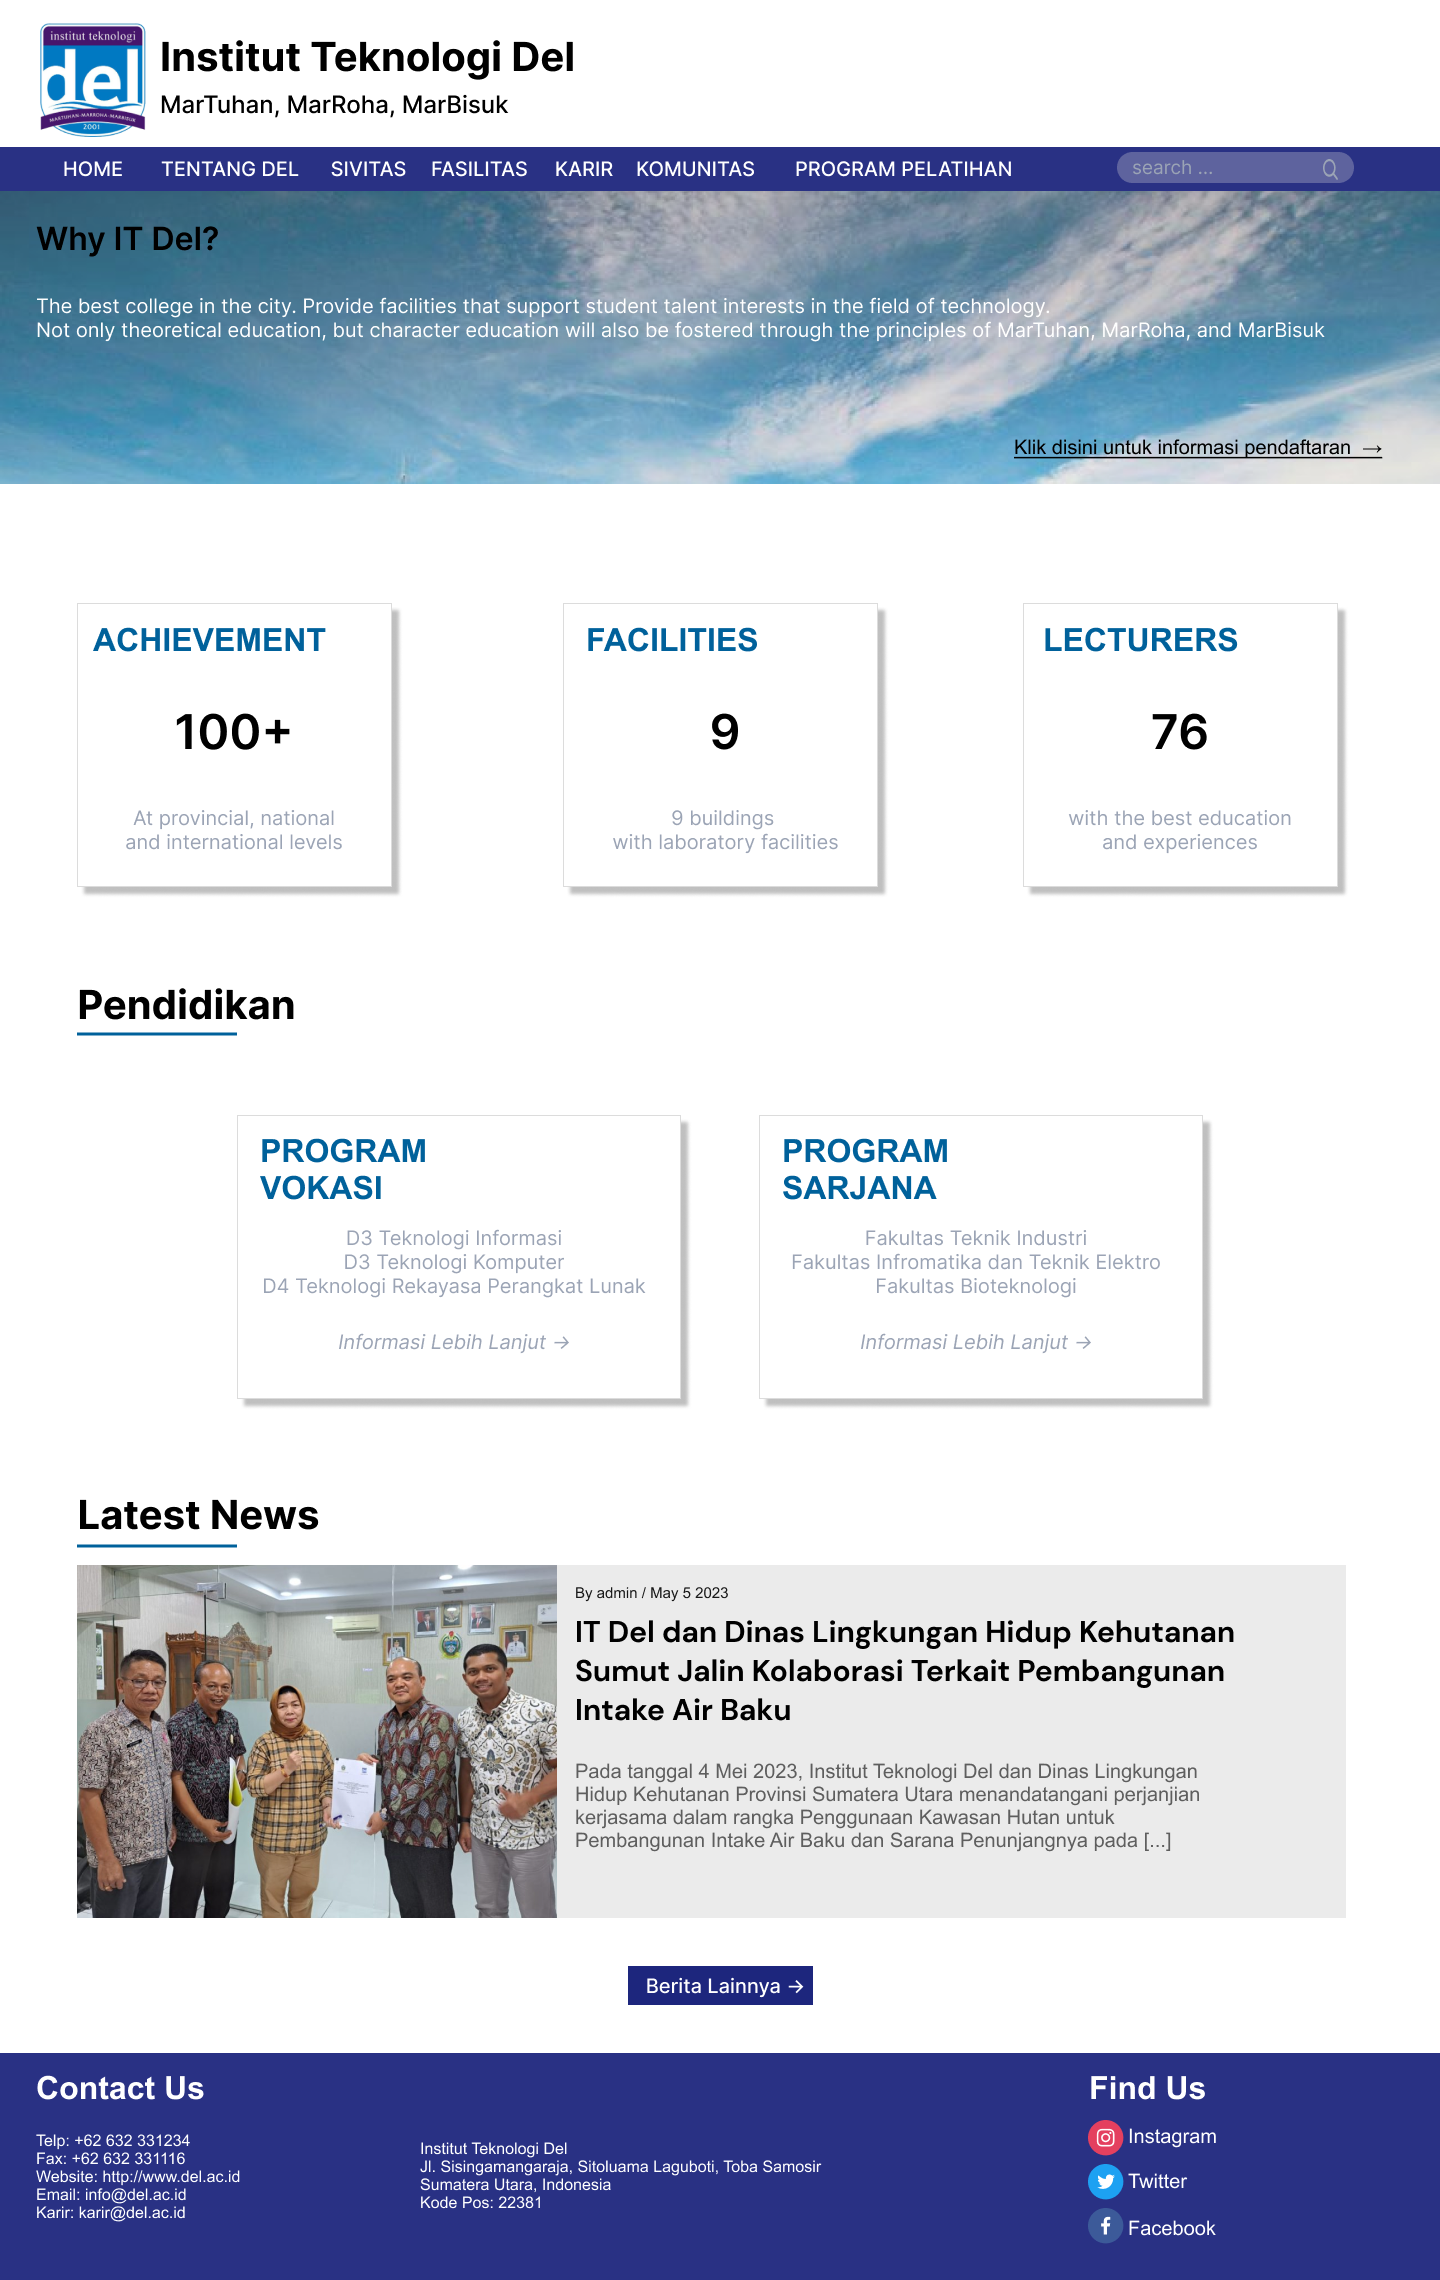 institut teknologi
del
MARTUHAN-MARROHA-MARBISUK
2001
Institut Teknologi Del
MarTuhan, MarRoha, MarBisuk
HOME TENTANG DEL SIVITAS FASILITAS KARIR KOMUNITAS PROGRAM PELATIHAN search ...
Why IT Del?
The best college in the city. Provide facilities that support student talent interests in the field of technology.
Not only theoretical education, but character education will also be fostered through the principles of MarTuhan, MarRoha, and MarBisuk
Klik disini untuk informasi pendaftaran →
ACHIEVEMENT
100+
At provincial, national
and international levels
FACILITIES
9
9 buildings
with laboratory facilities
LECTURERS
76
with the best education
and experiences
Pendidikan
PROGRAM
VOKASI
D3 Teknologi Informasi
D3 Teknologi Komputer
D4 Teknologi Rekayasa Perangkat Lunak
Informasi Lebih Lanjut →
PROGRAM
SARJANA
Fakultas Teknik Industri
Fakultas Infromatika dan Teknik Elektro
Fakultas Bioteknologi
Informasi Lebih Lanjut →
Latest News
By admin / May 5 2023
IT Del dan Dinas Lingkungan Hidup Kehutanan
Sumut Jalin Kolaborasi Terkait Pembangunan
Intake Air Baku
Pada tanggal 4 Mei 2023, Institut Teknologi Del dan Dinas Lingkungan
Hidup Kehutanan Provinsi Sumatera Utara menandatangani perjanjian
kerjasama dalam rangka Penggunaan Kawasan Hutan untuk
Pembangunan Intake Air Baku dan Sarana Penunjangnya pada [...]
Berita Lainnya →
Contact Us
Telp: +62 632 331234
Fax: +62 632 331116
Website: http://www.del.ac.id
Email: info@del.ac.id
Karir: karir@del.ac.id
Institut Teknologi Del
Jl. Sisingamangaraja, Sitoluama Laguboti, Toba Samosir
Sumatera Utara, Indonesia
Kode Pos: 22381
Find Us
Instagram
Twitter
Facebook